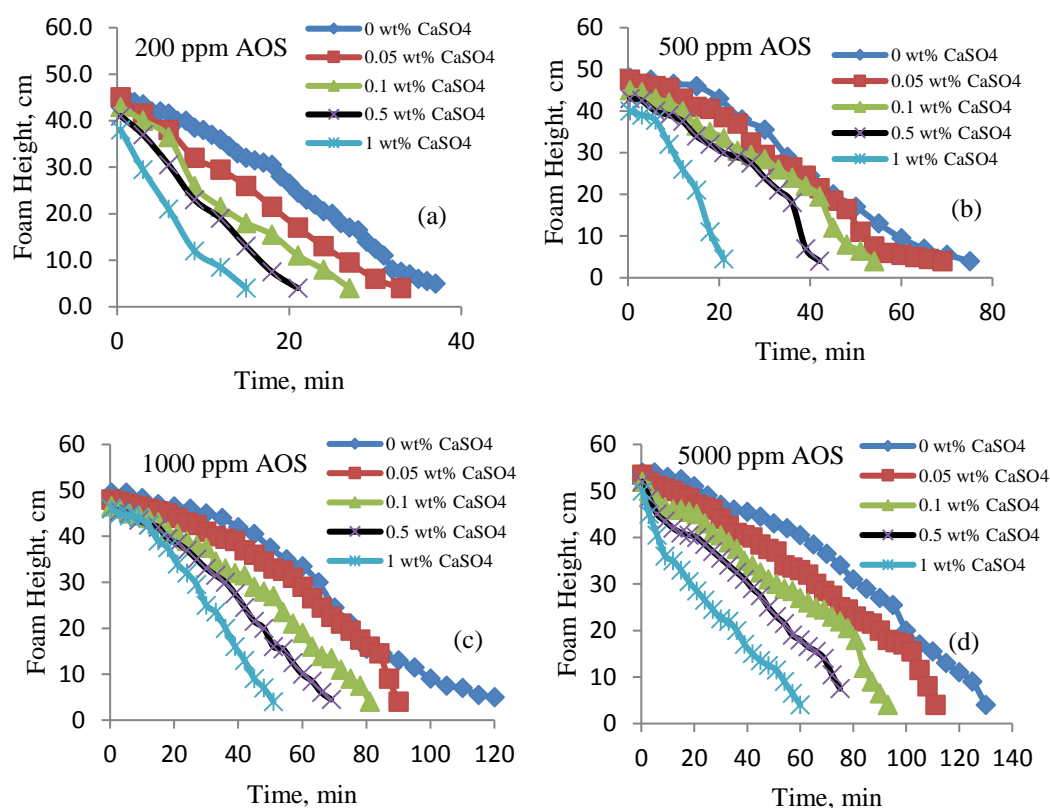 200 ppm AOS
0 wt% CaSO4
0.05 wt% CaSO4
0.1 wt% CaSO4
0.5 wt% CaSO4
1 wt% CaSO4
(a)
Foam Height, cm
60.0
50.0
40.0
30.0
20.0
10.0
0.0
0 20 40
Time, min
500 ppm AOS
0 wt% CaSO4
0.05 wt% CaSO4
0.1 wt% CaSO4
0.5 wt% CaSO4
1 wt% CaSO4
(b)
Foam Height, cm
60
50
40
30
20
10
0
0 20 40 60 80
Time, min
1000 ppm AOS
0 wt% CaSO4
0.05 wt% CaSO4
0.1 wt% CaSO4
0.5 wt% CaSO4
1 wt% CaSO4
(c)
Foam Height, cm
60
50
40
30
20
10
0
0 20 40 60 80 100 120
Time, min
5000 ppm AOS
0 wt% CaSO4
0.05 wt% CaSO4
0.1 wt% CaSO4
0.5 wt% CaSO4
1 wt% CaSO4
(d)
Foam Height, cm
60
50
40
30
20
10
0
0 20 40 60 80 100 120 140
Time, min